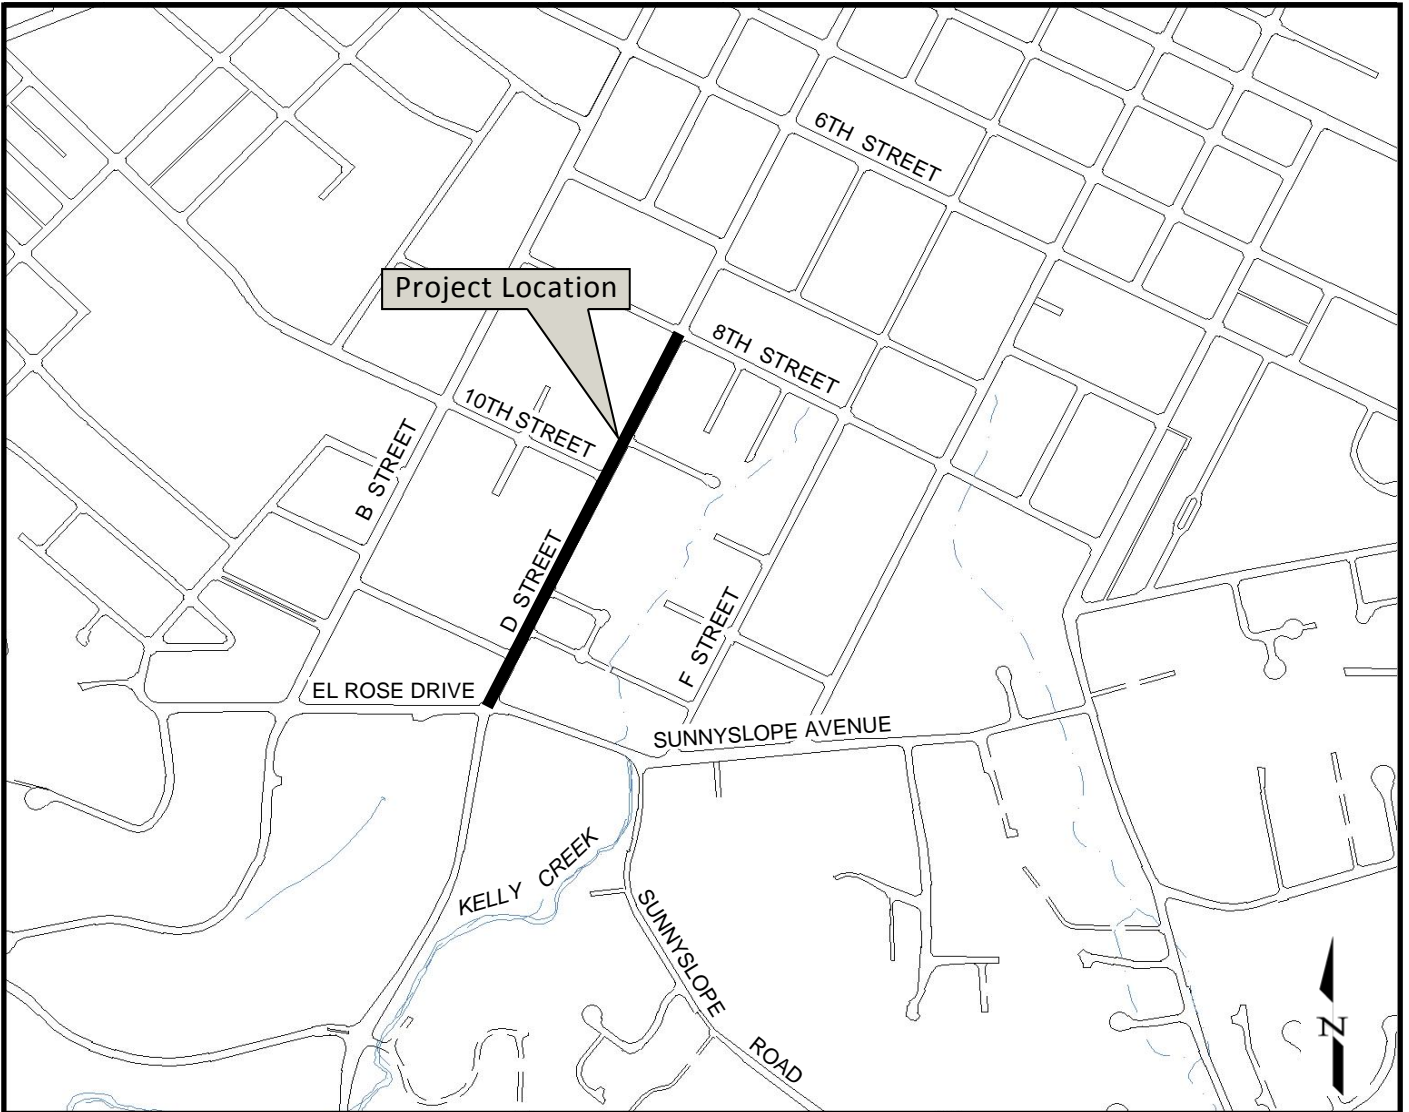 6TH STREET
Project Location
8TH STREET
10TH STREET
B STREET
D STREET
F STREET
EL ROSE DRIVE
SUNNYSLOPE AVENUE
KELLY CREEK
SUNNYSLOPE
ROAD
N